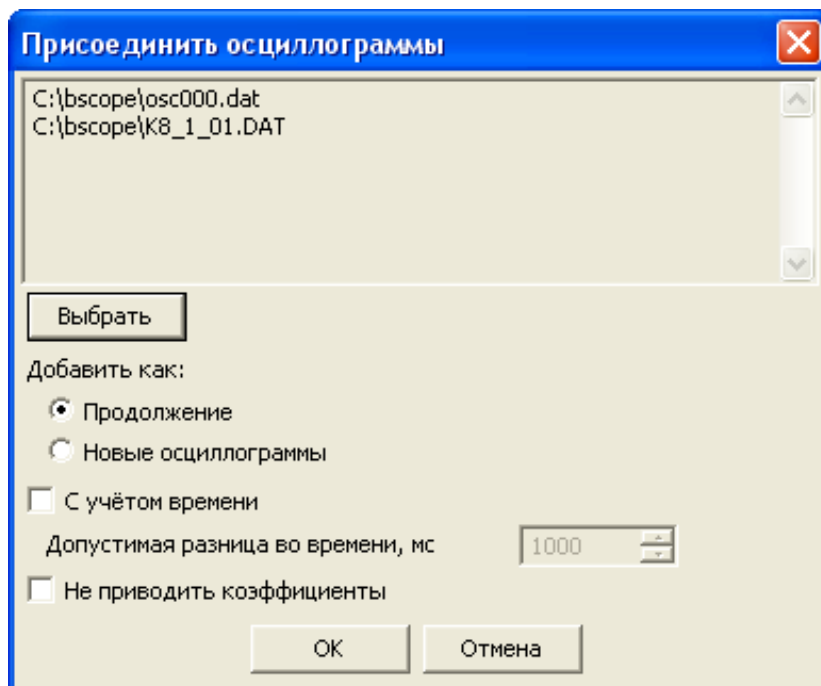 Присоединить осциллограммы
C:\bscope\osc000.dat
C:\bscope\K8_1_01.DAT
Выбрать
Добавить как:
Продолжение
Новые осциллограммы
С учётом времени
Допустимая разница во времени, мс 1000
Не приводить коэффициенты
OK Отмена